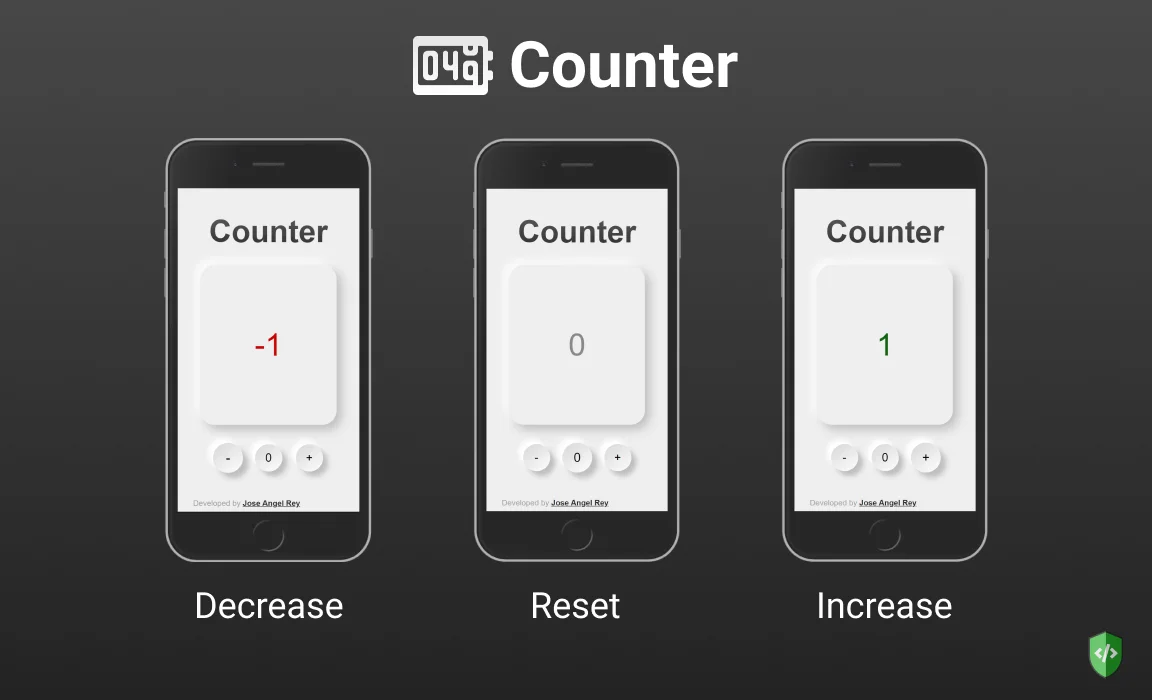 Counter
Counter
-1
- 0 +
Developed by Jose Angel Rey
Decrease
Counter
0
- 0 +
Developed by Jose Angel Rey
Reset
Counter
1
- 0 +
Developed by Jose Angel Rey
Increase